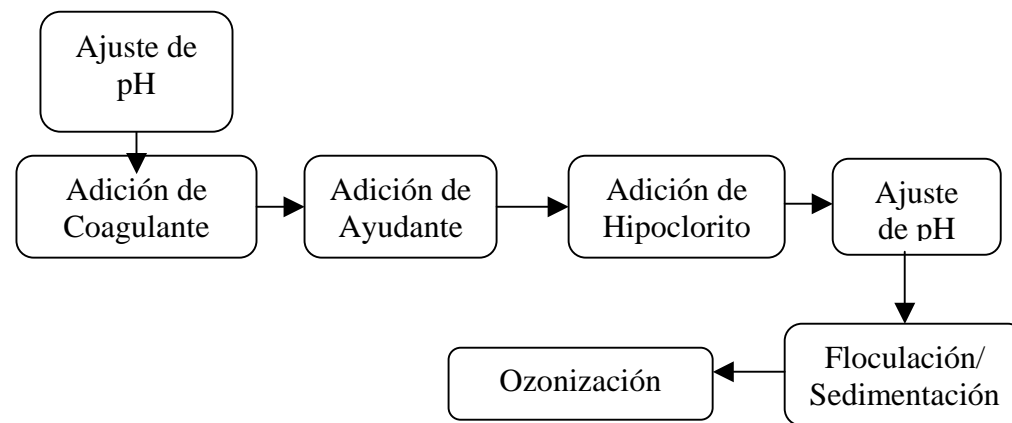 Ajuste de
pH
Adición de
Coagulante
Adición de
Ayudante
Adición de
Hipoclorito
Ajuste
de pH
Floculación/
Sedimentación
Ozonización